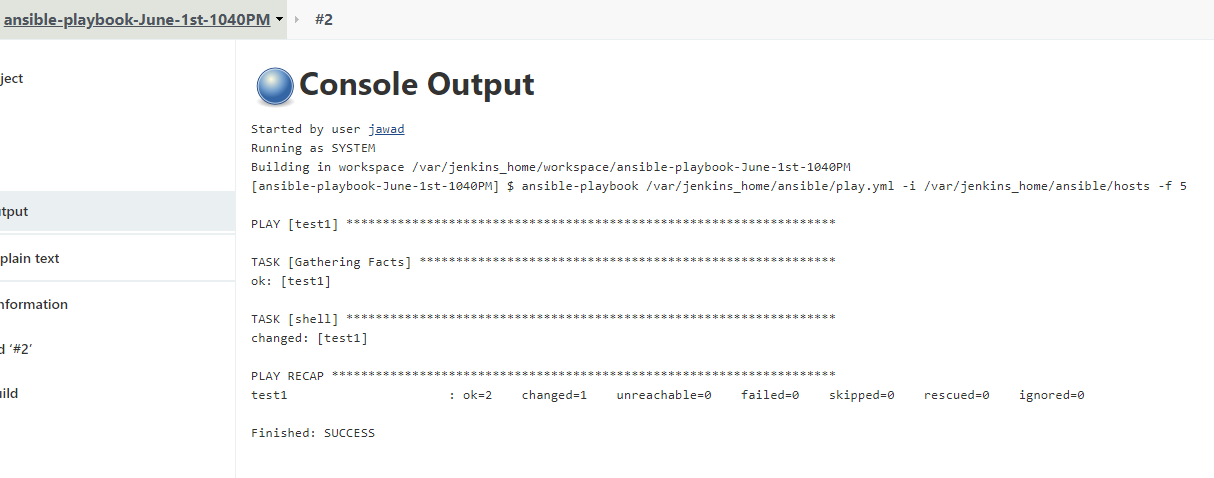 ansible-playbook-June-1st-1040PM #2
ject
tput
plain text
nformation
d ‘#2’
ild
Console Output
Started by user jawad
Running as SYSTEM
Building in workspace /var/jenkins_home/workspace/ansible-playbook-June-1st-1040PM
[ansible-playbook-June-1st-1040PM] $ ansible-playbook /var/jenkins_home/ansible/play.yml -i /var/jenkins_home/ansible/hosts -f 5
PLAY [test1] *******************************************************************
TASK [Gathering Facts] *********************************************************
ok: [test1]
TASK [shell] *******************************************************************
changed: [test1]
PLAY RECAP *********************************************************************
test1                      : ok=2    changed=1    unreachable=0    failed=0    skipped=0    rescued=0    ignored=0
Finished: SUCCESS